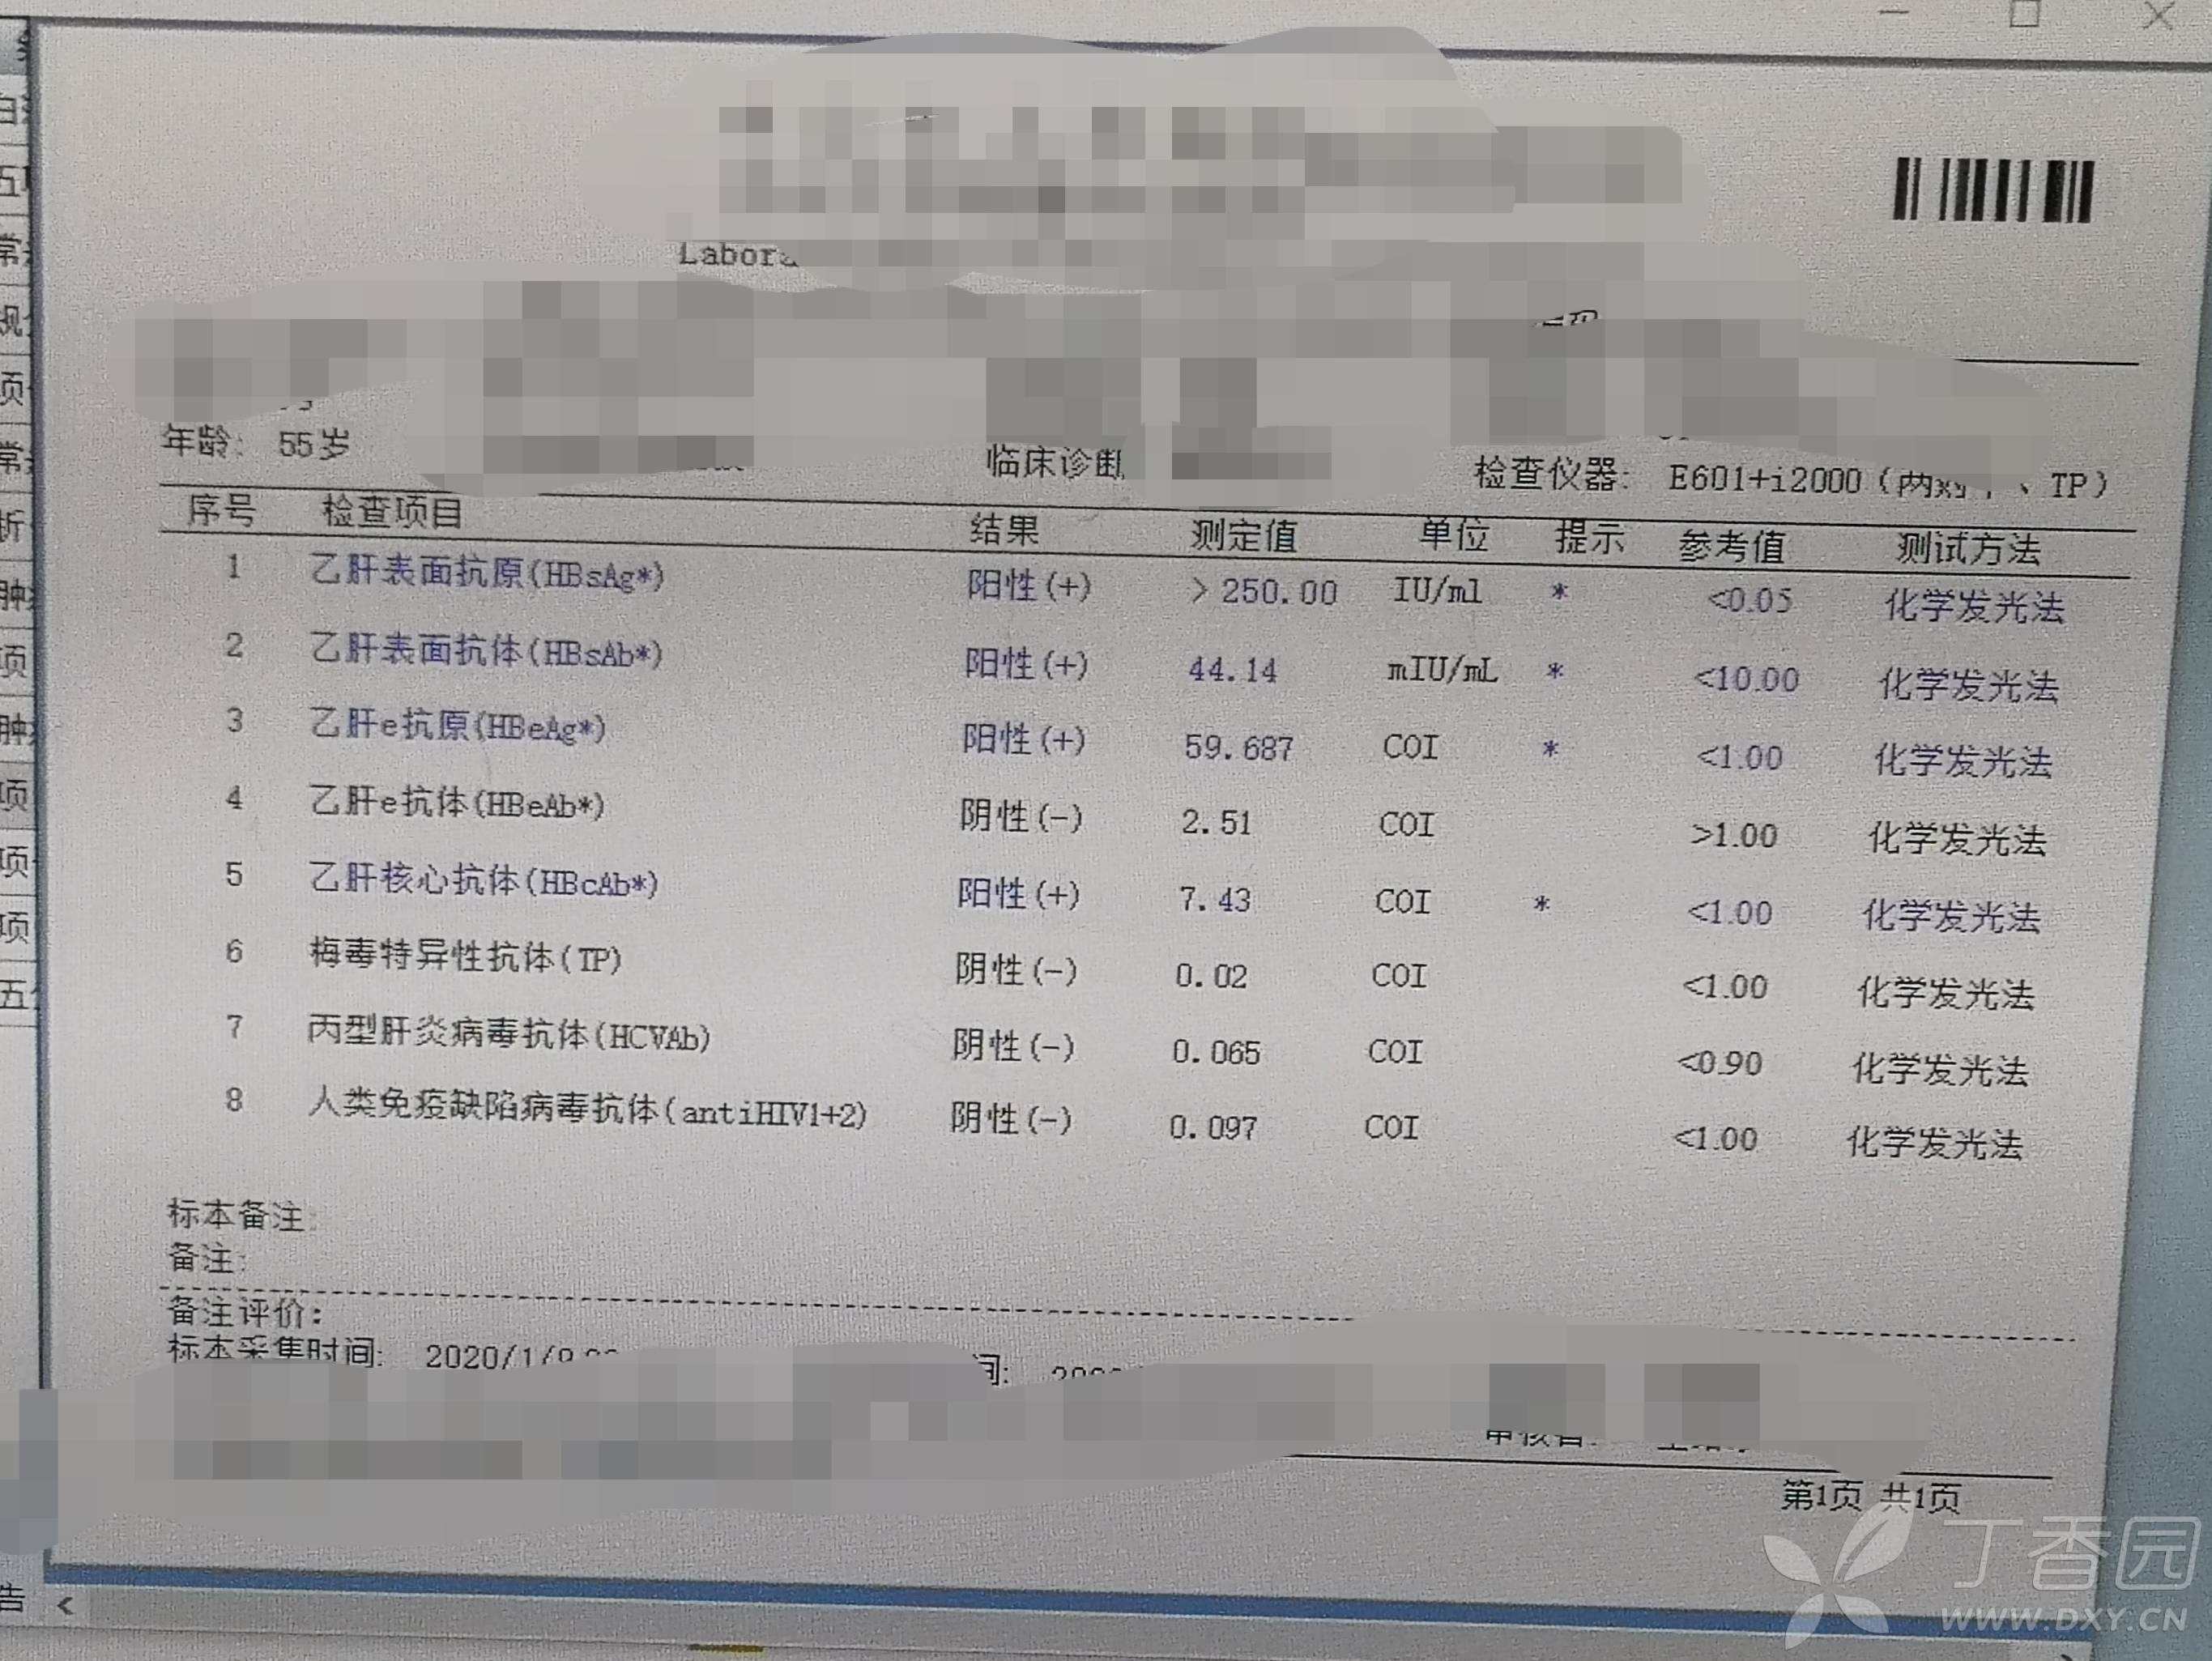 Labora
年龄: 55岁 临床诊断 检查仪器: E601+i2000(两 、TP)
序号 检查项目 结果 测定值 单位 提示 参考值 测试方法
1 乙肝表面抗原(HBsAg*) 阳性(+) >250.00 IU/ml * <0.05 化学发光法
2 乙肝表面抗体(HBsAb*) 阳性(+) 44.14 mIU/mL * <10.00 化学发光法
3 乙肝e抗原(HBeAg*) 阳性(+) 59.687 COI * <1.00 化学发光法
4 乙肝e抗体(HBeAb*) 阴性(-) 2.51 COI >1.00 化学发光法
5 乙肝核心抗体(HBcAb*) 阳性(+) 7.43 COI * <1.00 化学发光法
6 梅毒特异性抗体(TP) 阴性(-) 0.02 COI <1.00 化学发光法
7 丙型肝炎病毒抗体(HCVAb) 阴性(-) 0.065 COI <0.90 化学发光法
8 人类免疫缺陷病毒抗体(antiHIV1+2) 阴性(-) 0.097 COI <1.00 化学发光法
标本备注:
备注:
备注评价:
标本采集时间: 2020/1/9 间:
第1页 共1页
丁香园
WWW.DXY.CN